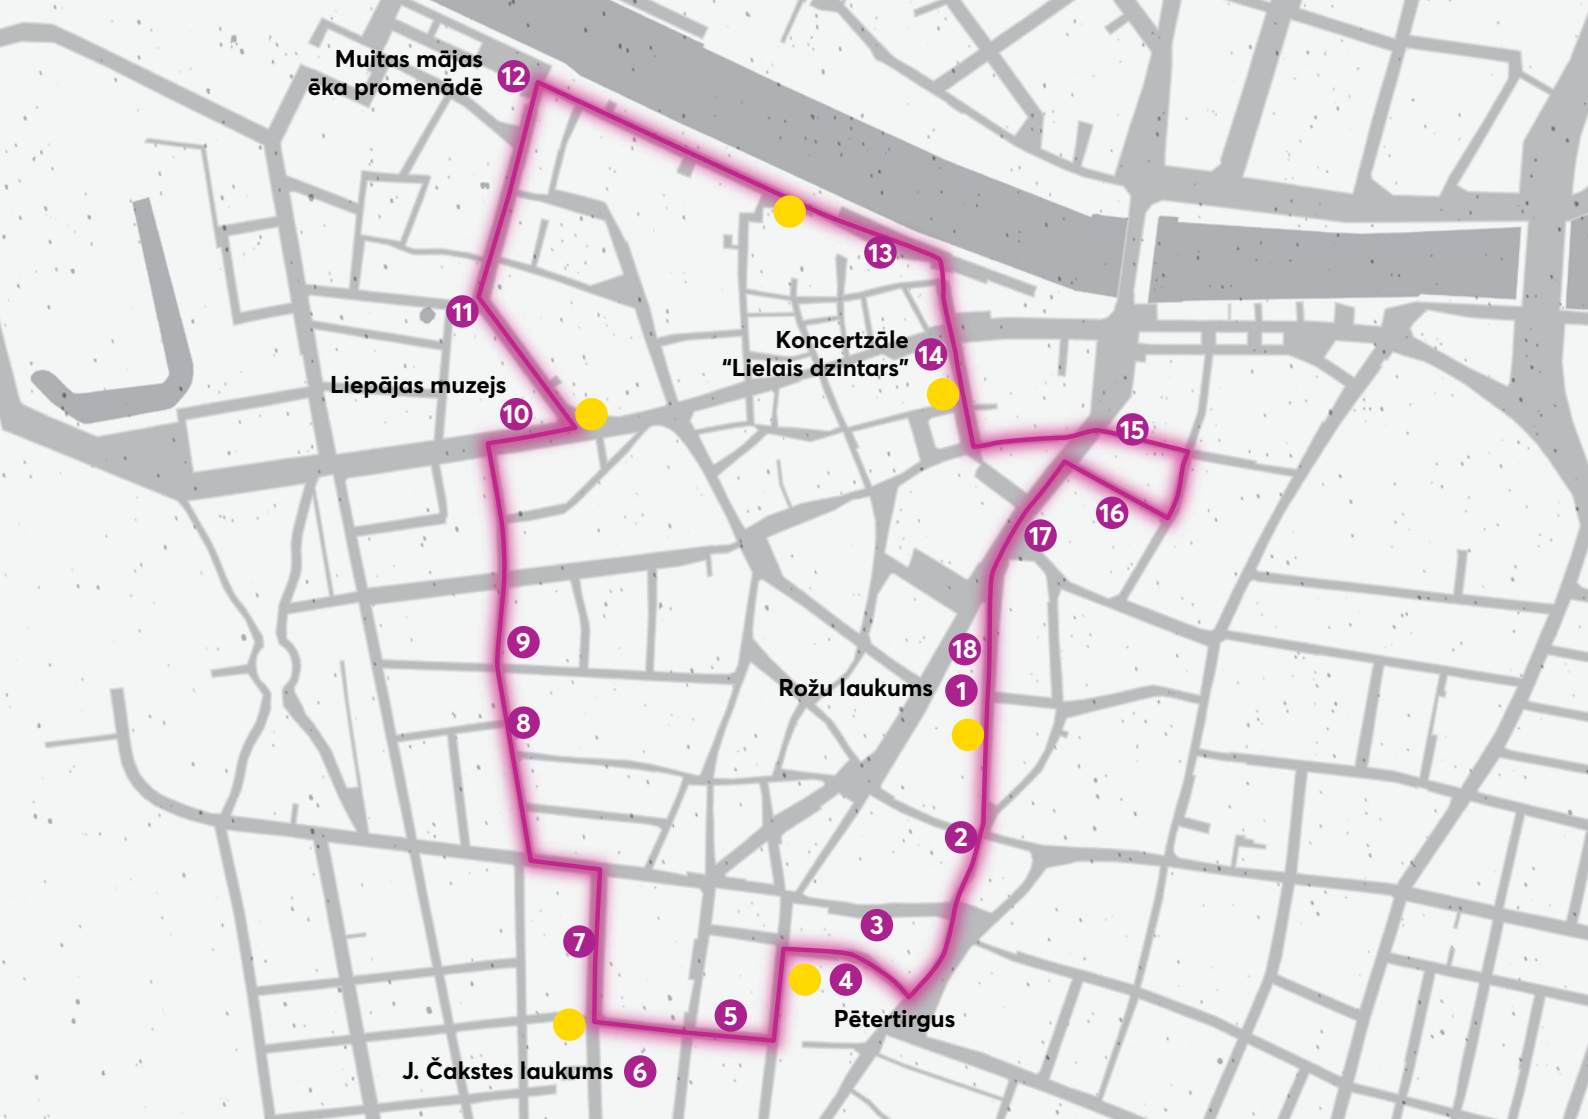 Muitas mājas
ēka promenādē
12
13
11
Koncertzāle
“Lielais dzintars”
14
Liepājas muzejs
10
15
16
17
9
18
Rožu laukums
1
8
2
3
7
4
5
Pētertirgus
J. Čakstes laukums
6